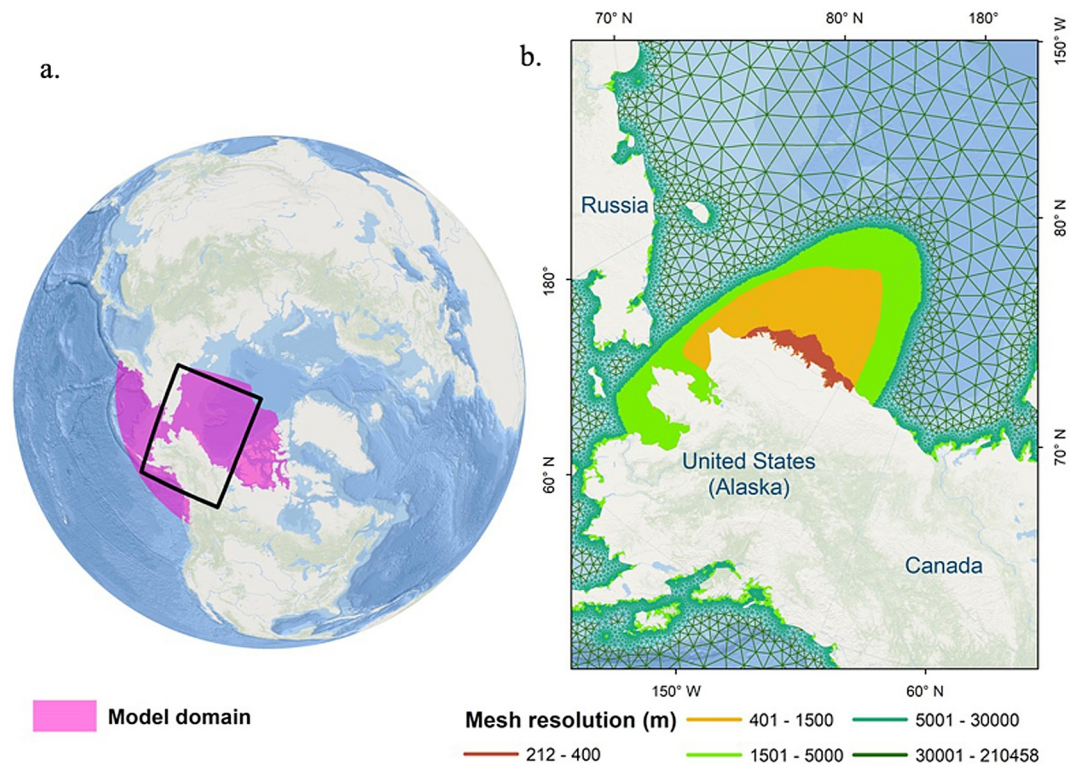 a.
b.
70° N
80° N
180°
150° W
80° N
70° N
180°
60° N
Russia
United States
(Alaska)
Canada
150° W
60° N
Model domain
Mesh resolution (m)
212 - 400
401 - 1500
1501 - 5000
5001 - 30000
30001 - 210458